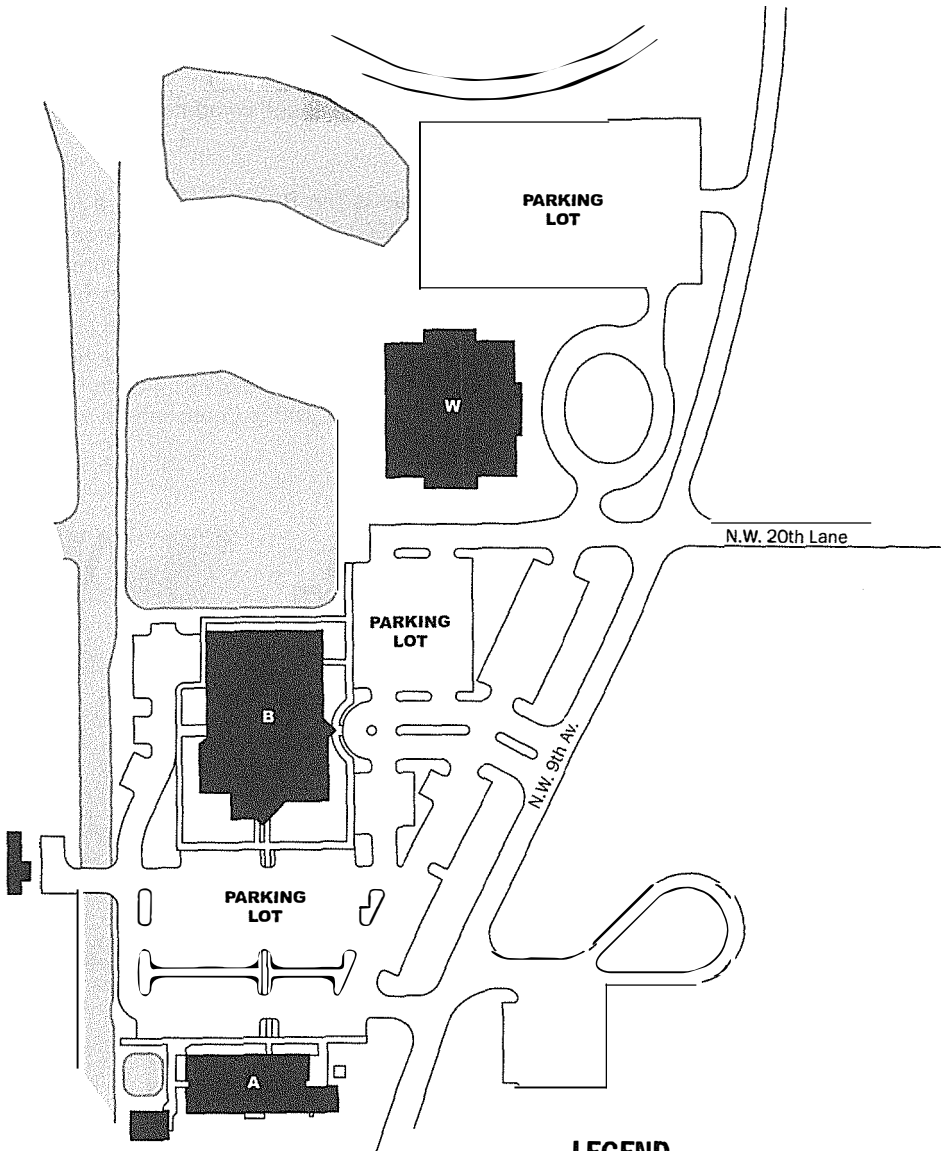 PARKING
LOT
W
N.W. 20th Lane
PARKING
LOT
B
N.W. 9th Av.
PARKING
LOT
A
LEGEND